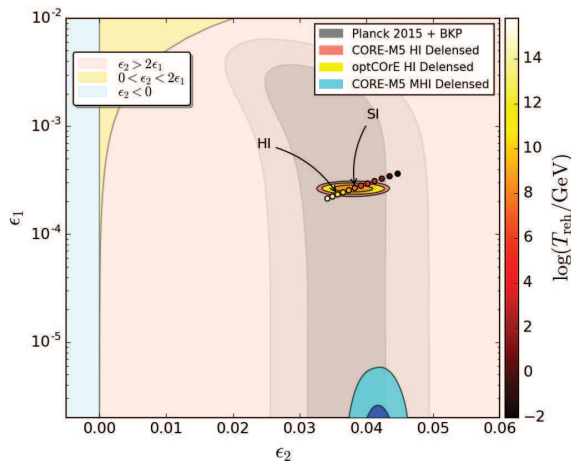 10⁻²
10⁻³
10⁻⁴
10⁻⁵
ϵ₁
ϵ₂ > 2ϵ₁
0 < ϵ₂ < 2ϵ₁
ϵ₂ < 0
Planck 2015 + BKP
CORE-M5 HI Delensed
optCOrE HI Delensed
CORE-M5 MHI Delensed
HI
SI
0.00 0.01 0.02 0.03 0.04 0.05 0.06
ϵ₂
14
12
10
8
6
4
2
0
−2
log(T_reh/GeV)